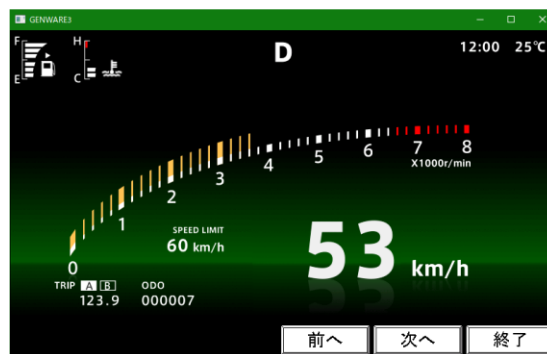 GENWARE3
F H D 12:00 25℃
E C
0 1 2 3 4 5 6 7 8
X1000r/min
SPEED LIMIT
60 km/h
53 km/h
TRIP A B ODO
123.9 000007
前へ 次へ 終了